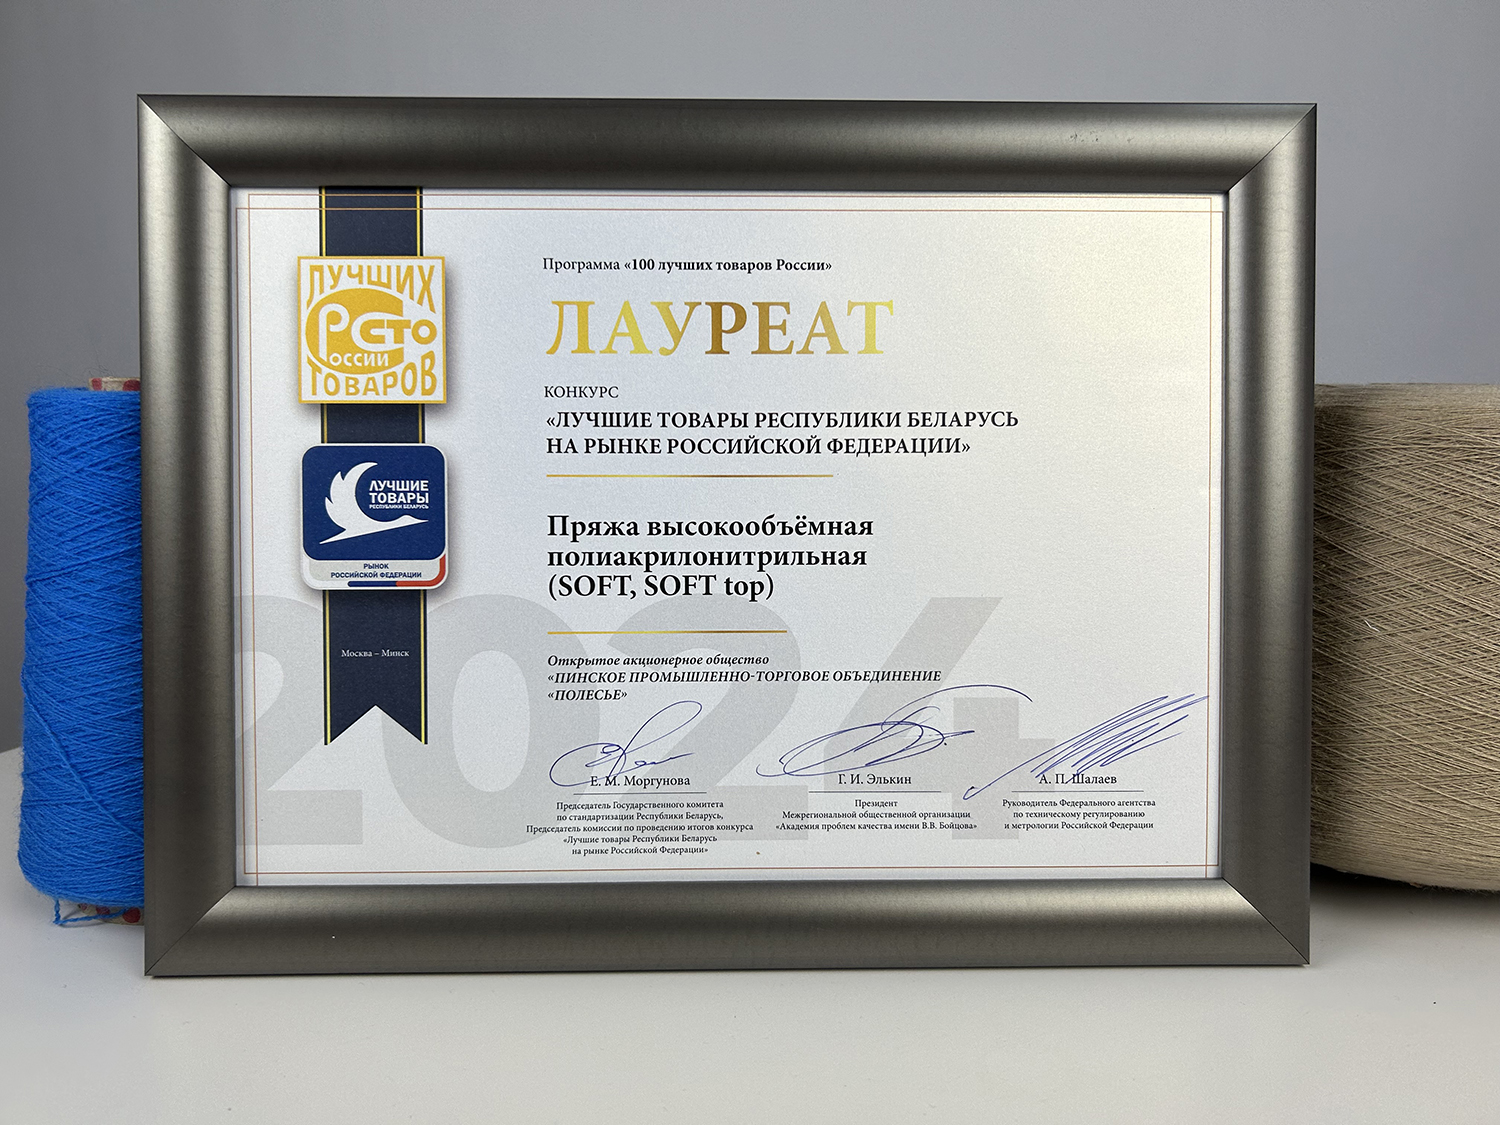 ЛУЧШИХ
СТО
РОССИИ
ТОВАРОВ
ЛУЧШИЕ
ТОВАРЫ
РЕСПУБЛИКИ БЕЛАРУСЬ
РЫНОК
РОССИЙСКОЙ ФЕДЕРАЦИИ
Москва – Минск
2024
Программа «100 лучших товаров России»
ЛАУРЕАТ
КОНКУРС
«ЛУЧШИЕ ТОВАРЫ РЕСПУБЛИКИ БЕЛАРУСЬ
НА РЫНКЕ РОССИЙСКОЙ ФЕДЕРАЦИИ»
Пряжа высокообъёмная
полиакрилонитрильная
(SOFT, SOFT top)
Открытое акционерное общество
«ПИНСКОЕ ПРОМЫШЛЕННО-ТОРГОВОЕ ОБЪЕДИНЕНИЕ
«ПОЛЕСЬЕ»
Е. М. Моргунова
Председатель Государственного комитета
по стандартизации Республики Беларусь,
Председатель комиссии по проведению итогов конкурса
«Лучшие товары Республики Беларусь
на рынке Российской Федерации»
Г. И. Элькин
Президент
Межрегиональной общественной организации
«Академия проблем качества имени В.В. Бойцова»
А. П. Шалаев
Руководитель Федерального агентства
по техническому регулированию
и метрологии Российской Федерации